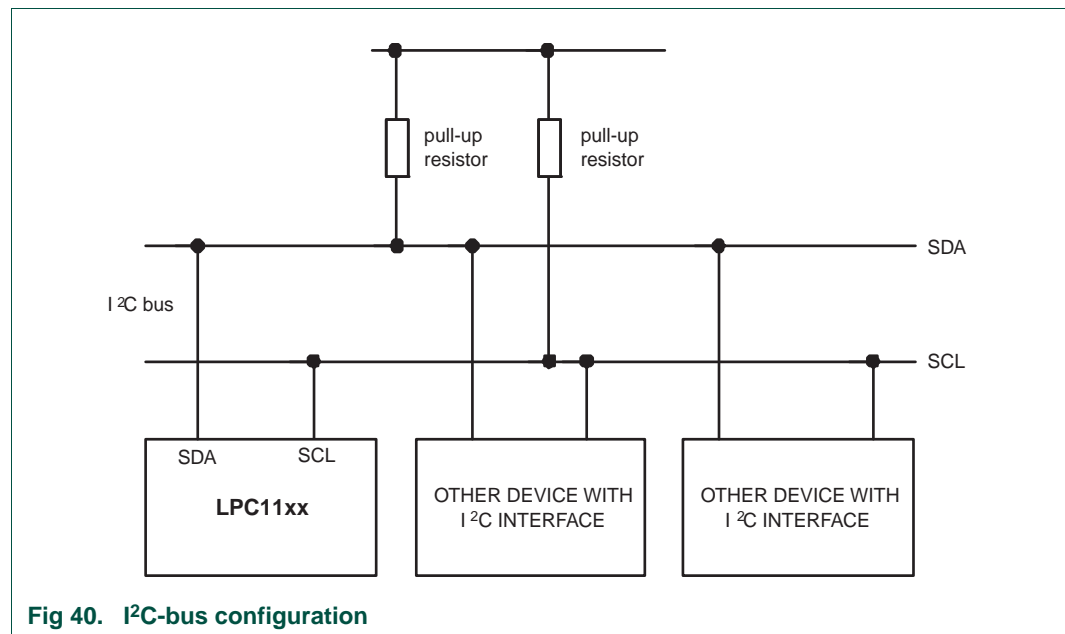 pull-up
resistor
pull-up
resistor
SDA
I 2C bus
SCL
SDA
SCL
LPC11xx
OTHER DEVICE WITH
I 2C INTERFACE
OTHER DEVICE WITH
I 2C INTERFACE
Fig 40. I2C-bus configuration